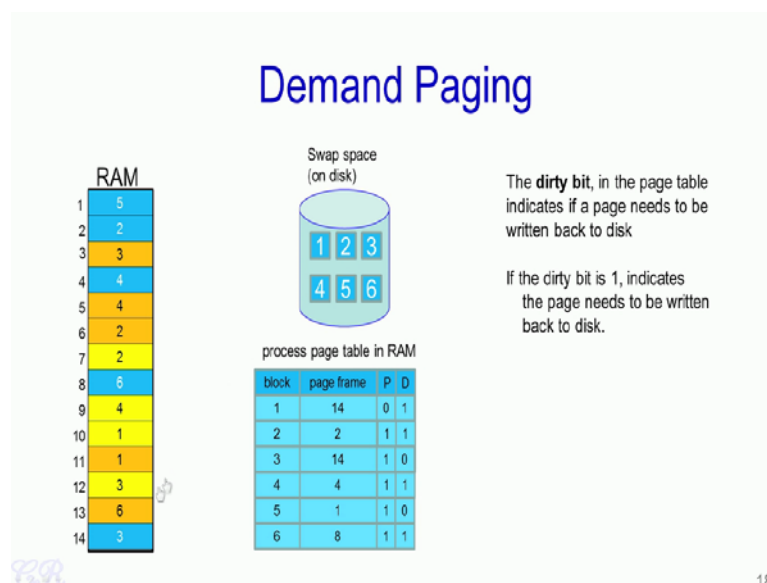 Demand Paging
RAM
1 5
2 2
3 3
4 4
5 4
6 2
7 2
8 6
9 4
10 1
11 1
12 3
13 6
14 3
Swap space
(on disk)
1 2 3
4 5 6
process page table in RAM
block page frame P D
1 14 0 1
2 2 1 1
3 14 1 0
4 4 1 1
5 1 1 0
6 8 1 1
The dirty bit, in the page table
indicates if a page needs to be
written back to disk
If the dirty bit is 1, indicates
the page needs to be written
back to disk.